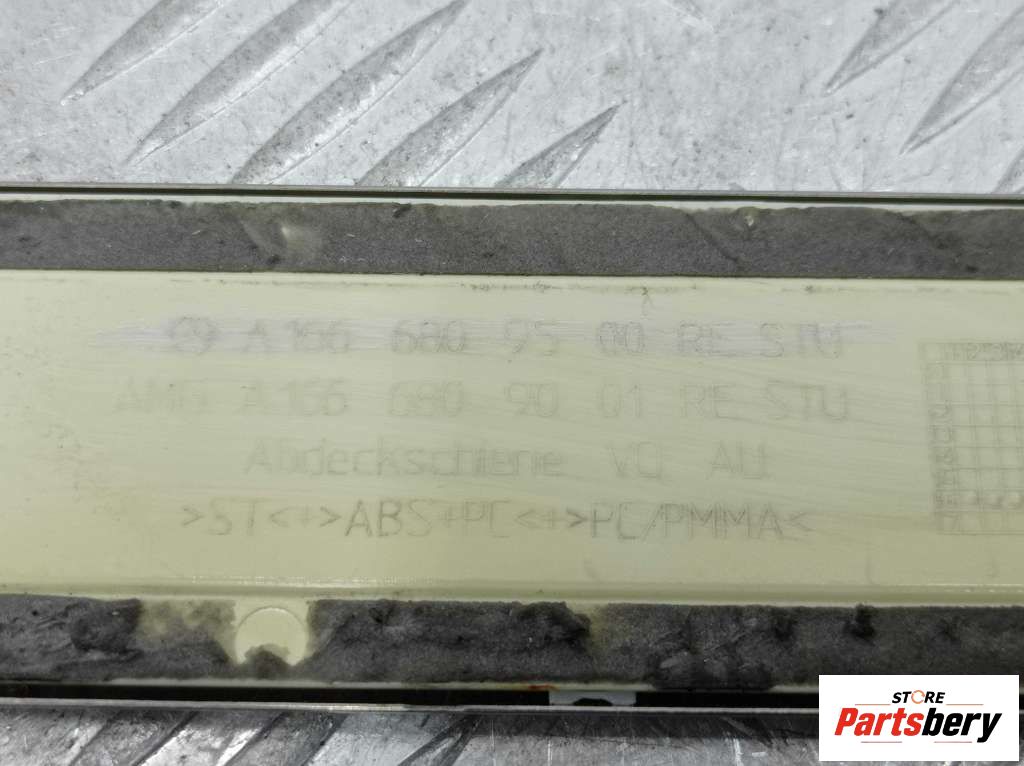 A 166 680 95 00 RE STU
AMG A 166 680 90 01 RE STU
Abdeckschiene VO AU
>ST<+>ABS+PC<+>PC/PMMA<
STORE
Partsbery